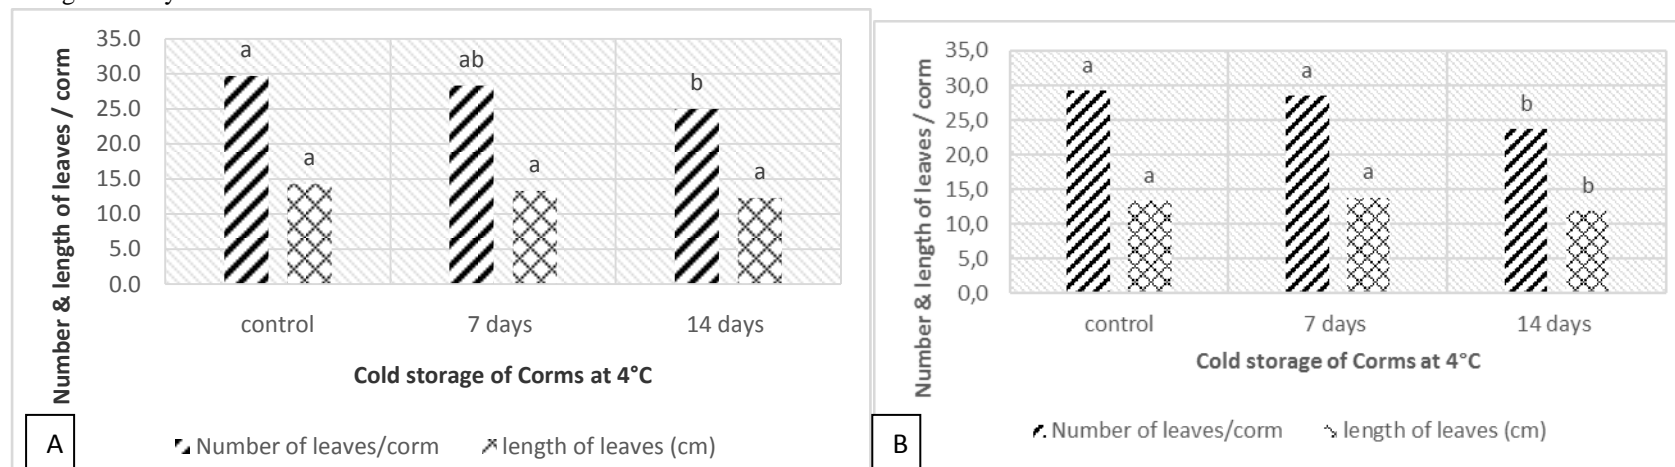 35.0
30.0
25.0
20.0
15.0
10.0
5.0
0.0
Number & length of leaves / corm
a
a
ab
a
b
a
control 7 days 14 days
Cold storage of Corms at 4°C
Number of leaves/corm length of leaves (cm)
A
35,0
30,0
25,0
20,0
15,0
10,0
5,0
0,0
Number & length of leaves / corm
a
a
a
a
b
b
control 7 days 14 days
Cold storage of Corms at 4°C
Number of leaves/corm length of leaves (cm)
B